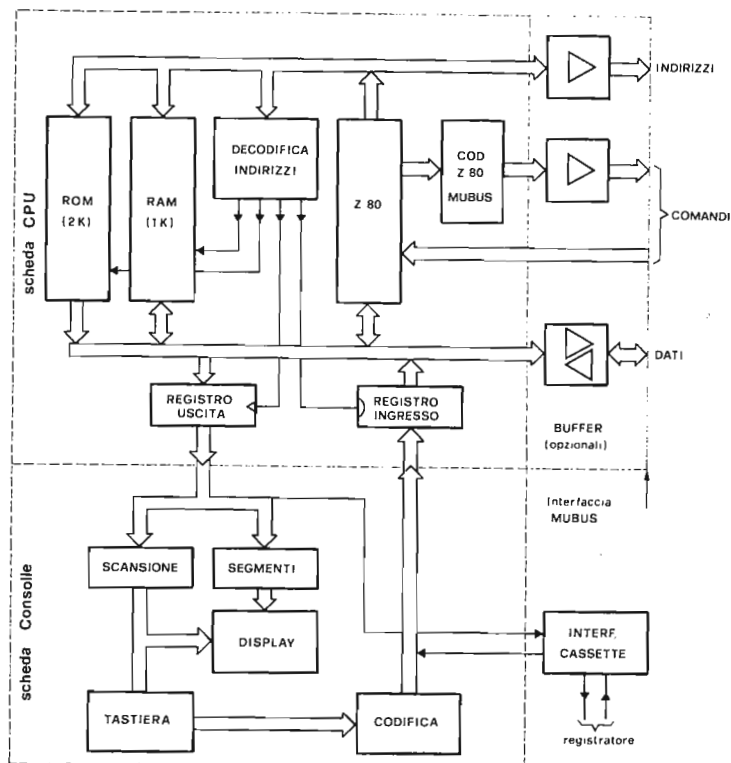 INDIRIZZI
DECODIFICA
INDIRIZZI
COD
Z 80
MUBUS
ROM
(2K)
RAM
(1K)
Z 80
COMANDI
scheda CPU
DATI
REGISTRO
USCITA
REGISTRO
INGRESSO
BUFFER
(opzionali)
Interfaccia
MUBUS
SCANSIONE
SEGMENTI
scheda Consolle
DISPLAY
INTERF.
CASSETTE
TASTIERA
CODIFICA
registratore